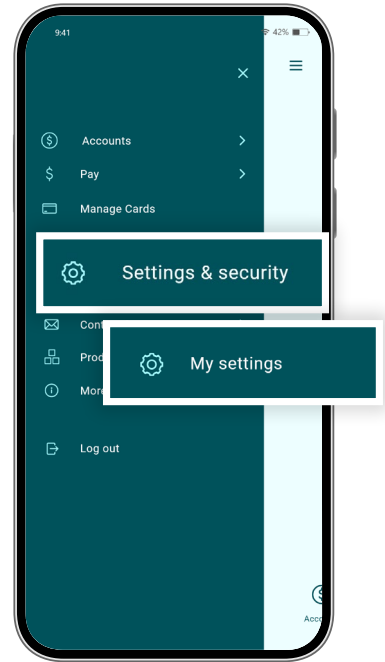 9:41
42%
Accounts
Pay
Manage Cards
Settings & security
My settings
Log out